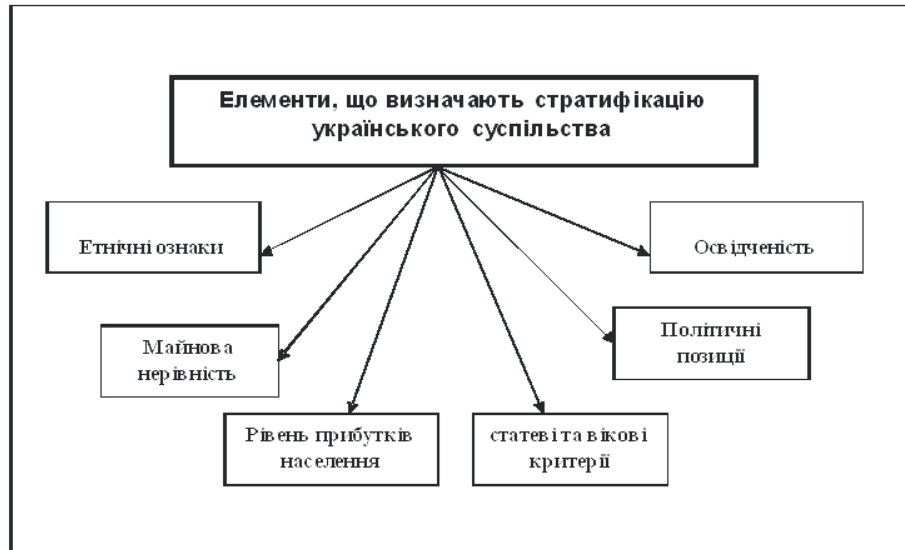 Елементи, що визначають стратифікацію
українського суспільства
Етнічні ознаки
Освідченість
Майнова
нерівність
Політичні
позиції
Рівень прибутків
населення
статеві та вікові
критерії